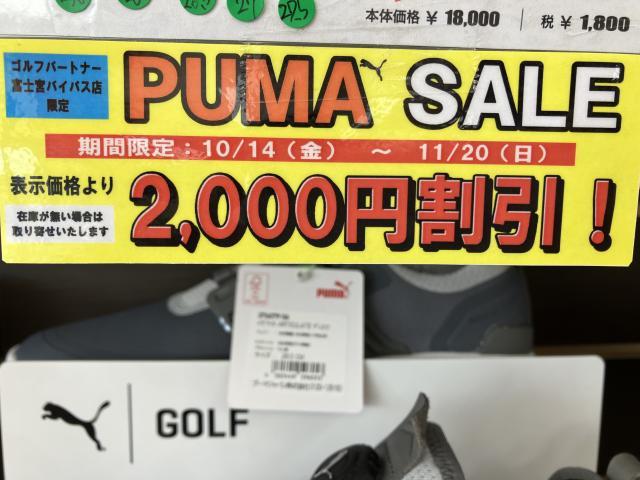 27
28.5
本体価格 ¥ 18,000 税 ¥ 1,800
ゴルフパートナー
富士宮バイパス店
限定
PUMA SALE
期間限定:10/14(金) ~ 11/20(日)
表示価格より
2,000円割引!
在庫が無い場合は
取り寄せいたします
PUMA
GOLF